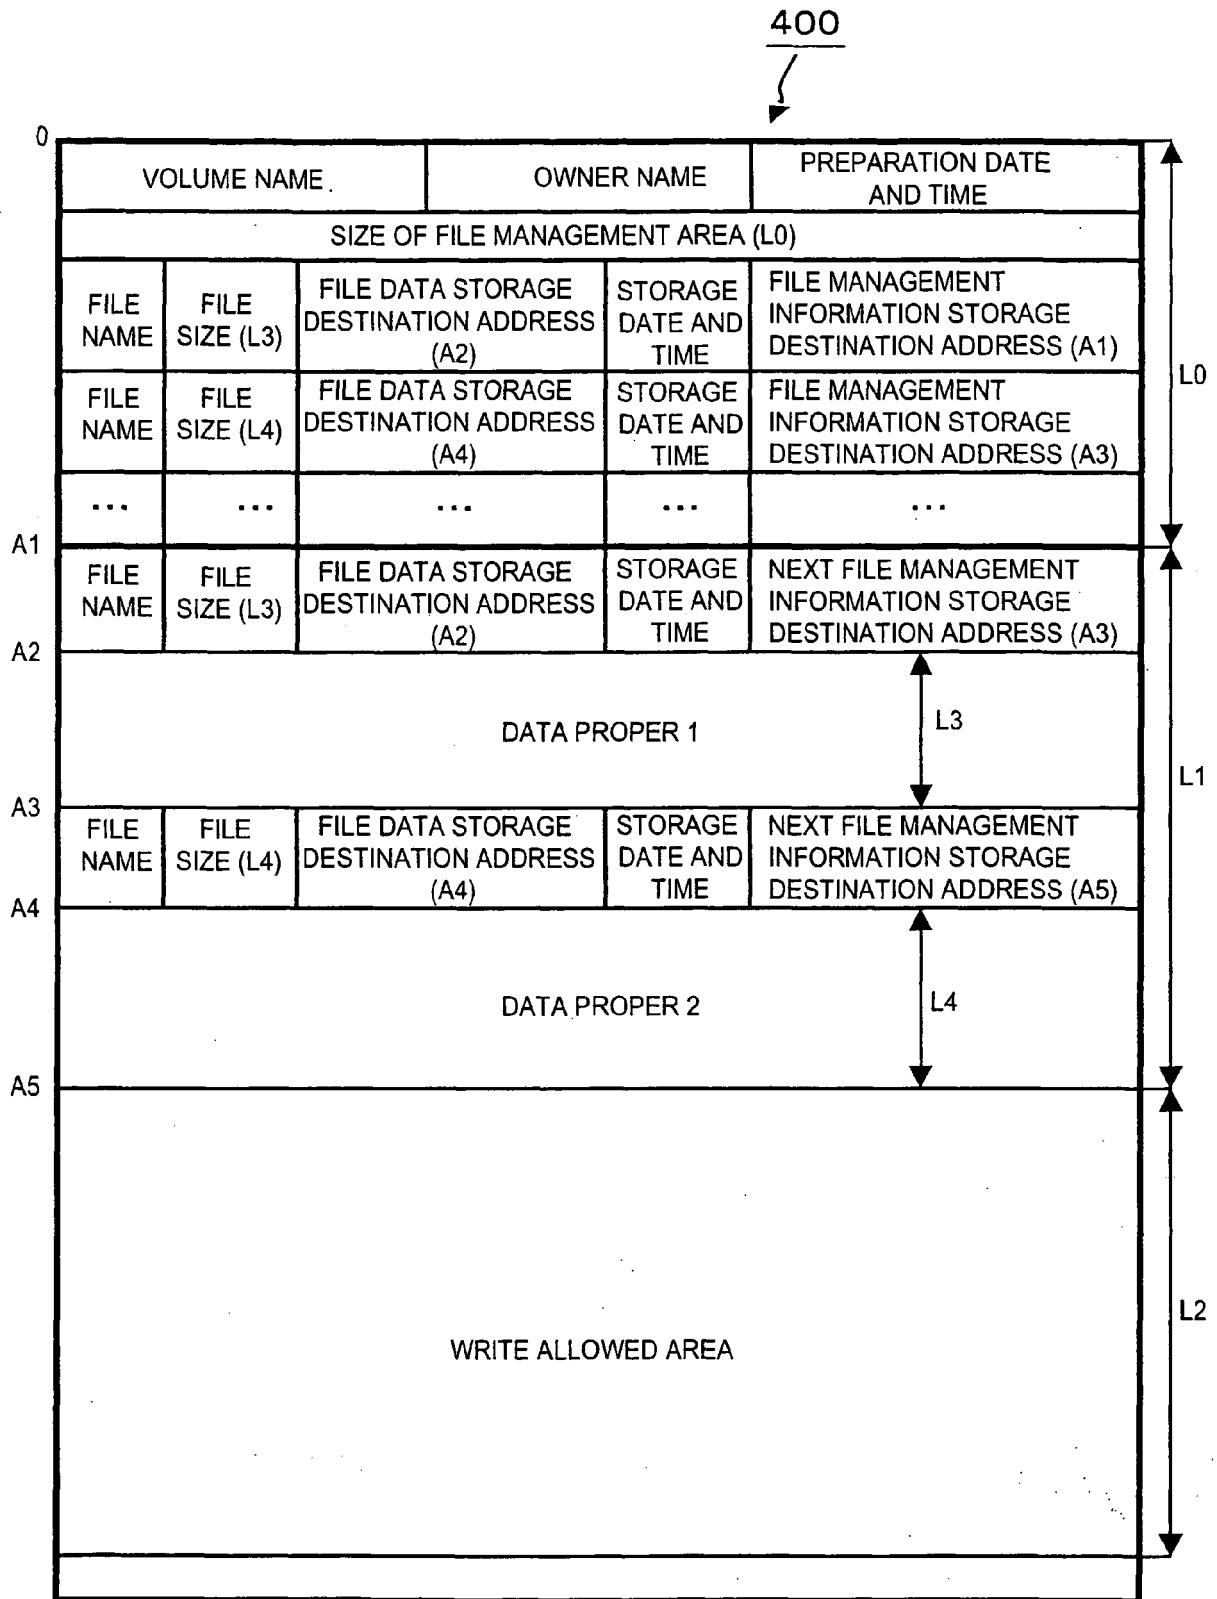 400
0
VOLUME NAME
OWNER NAME
PREPARATION DATE
AND TIME
SIZE OF FILE MANAGEMENT AREA (L0)
FILE
NAME
FILE
SIZE (L3)
FILE DATA STORAGE
DESTINATION ADDRESS
(A2)
STORAGE
DATE AND
TIME
FILE MANAGEMENT
INFORMATION STORAGE
DESTINATION ADDRESS (A1)
L0
FILE
NAME
FILE
SIZE (L4)
FILE DATA STORAGE
DESTINATION ADDRESS
(A4)
STORAGE
DATE AND
TIME
FILE MANAGEMENT
INFORMATION STORAGE
DESTINATION ADDRESS (A3)
...
...
...
...
...
A1
FILE
NAME
FILE
SIZE (L3)
FILE DATA STORAGE
DESTINATION ADDRESS
(A2)
STORAGE
DATE AND
TIME
NEXT FILE MANAGEMENT
INFORMATION STORAGE
DESTINATION ADDRESS (A3)
A2
DATA PROPER 1
L3
L1
A3
FILE
NAME
FILE
SIZE (L4)
FILE DATA STORAGE
DESTINATION ADDRESS
(A4)
STORAGE
DATE AND
TIME
NEXT FILE MANAGEMENT
INFORMATION STORAGE
DESTINATION ADDRESS (A5)
A4
DATA PROPER 2
L4
A5
WRITE ALLOWED AREA
L2